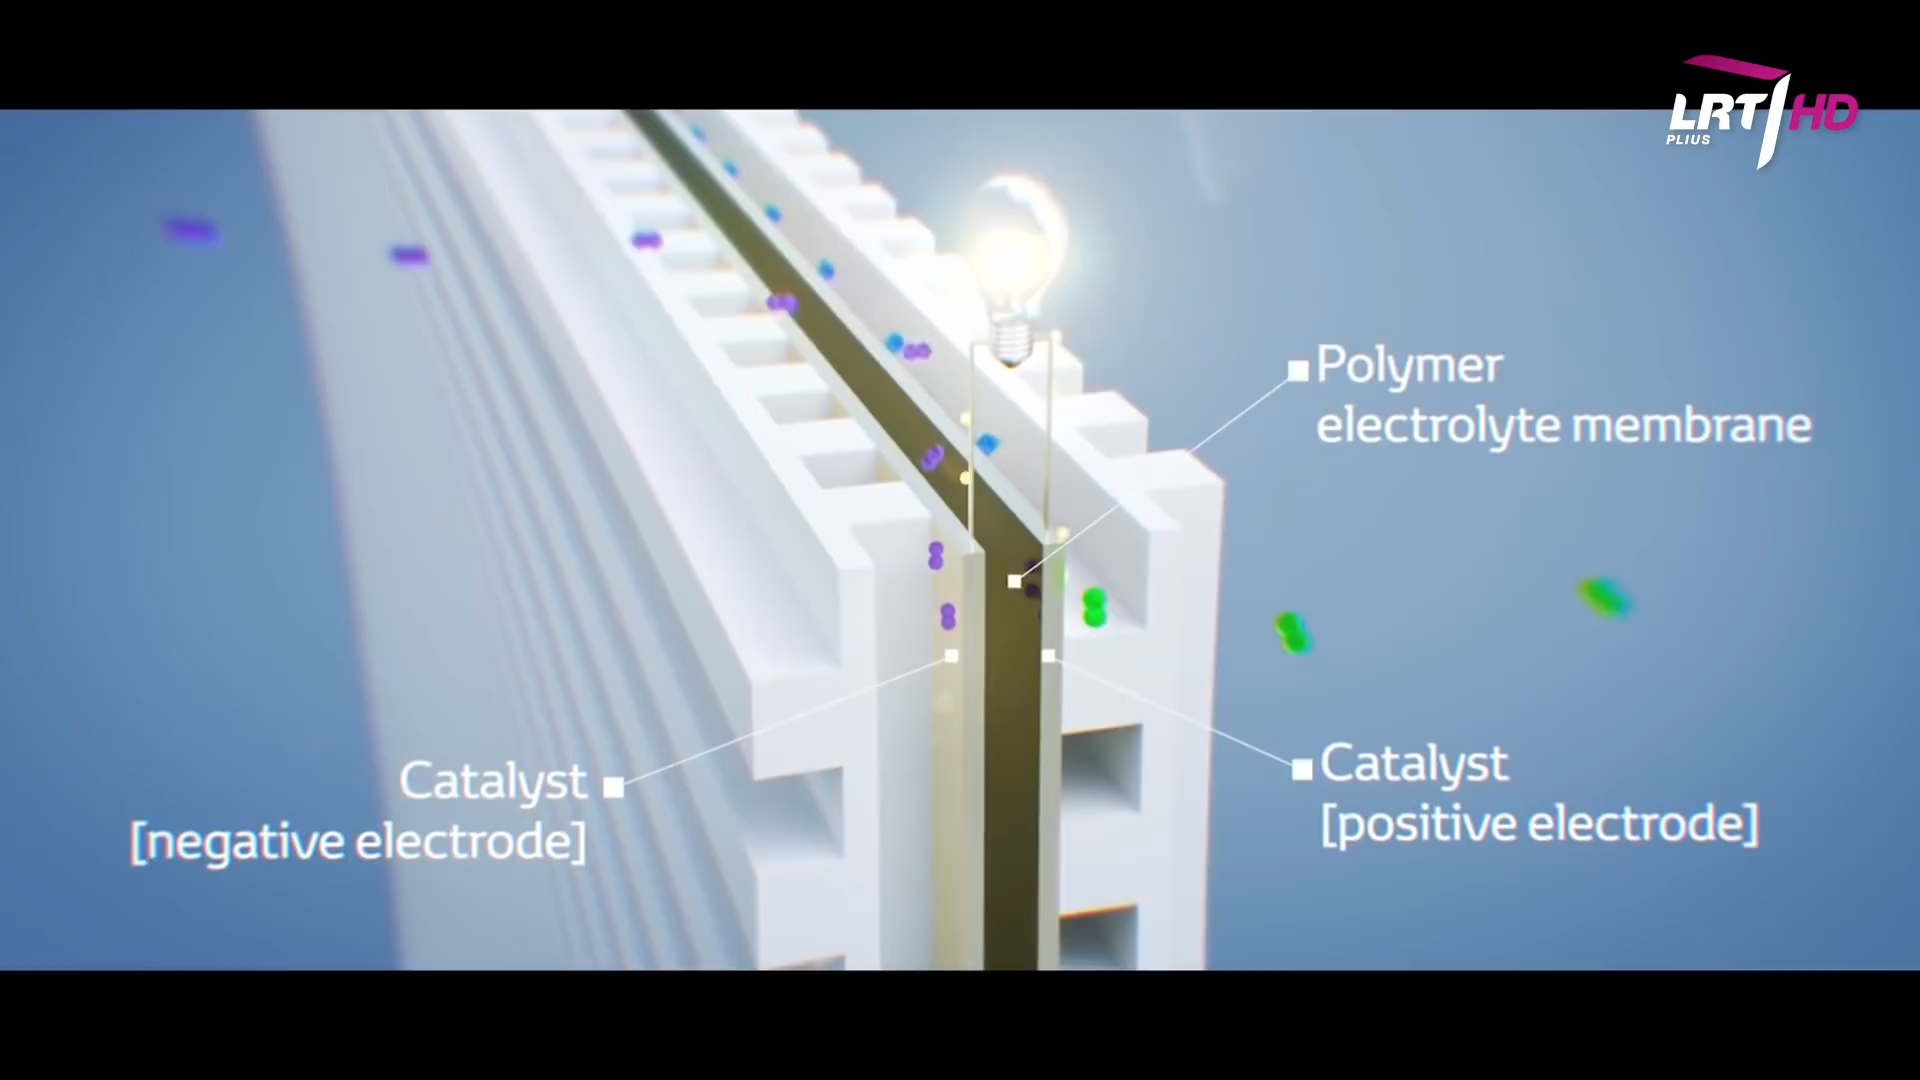 LRT HD
PLIUS
Polymer
electrolyte membrane
Catalyst
[negative electrode]
Catalyst
[positive electrode]